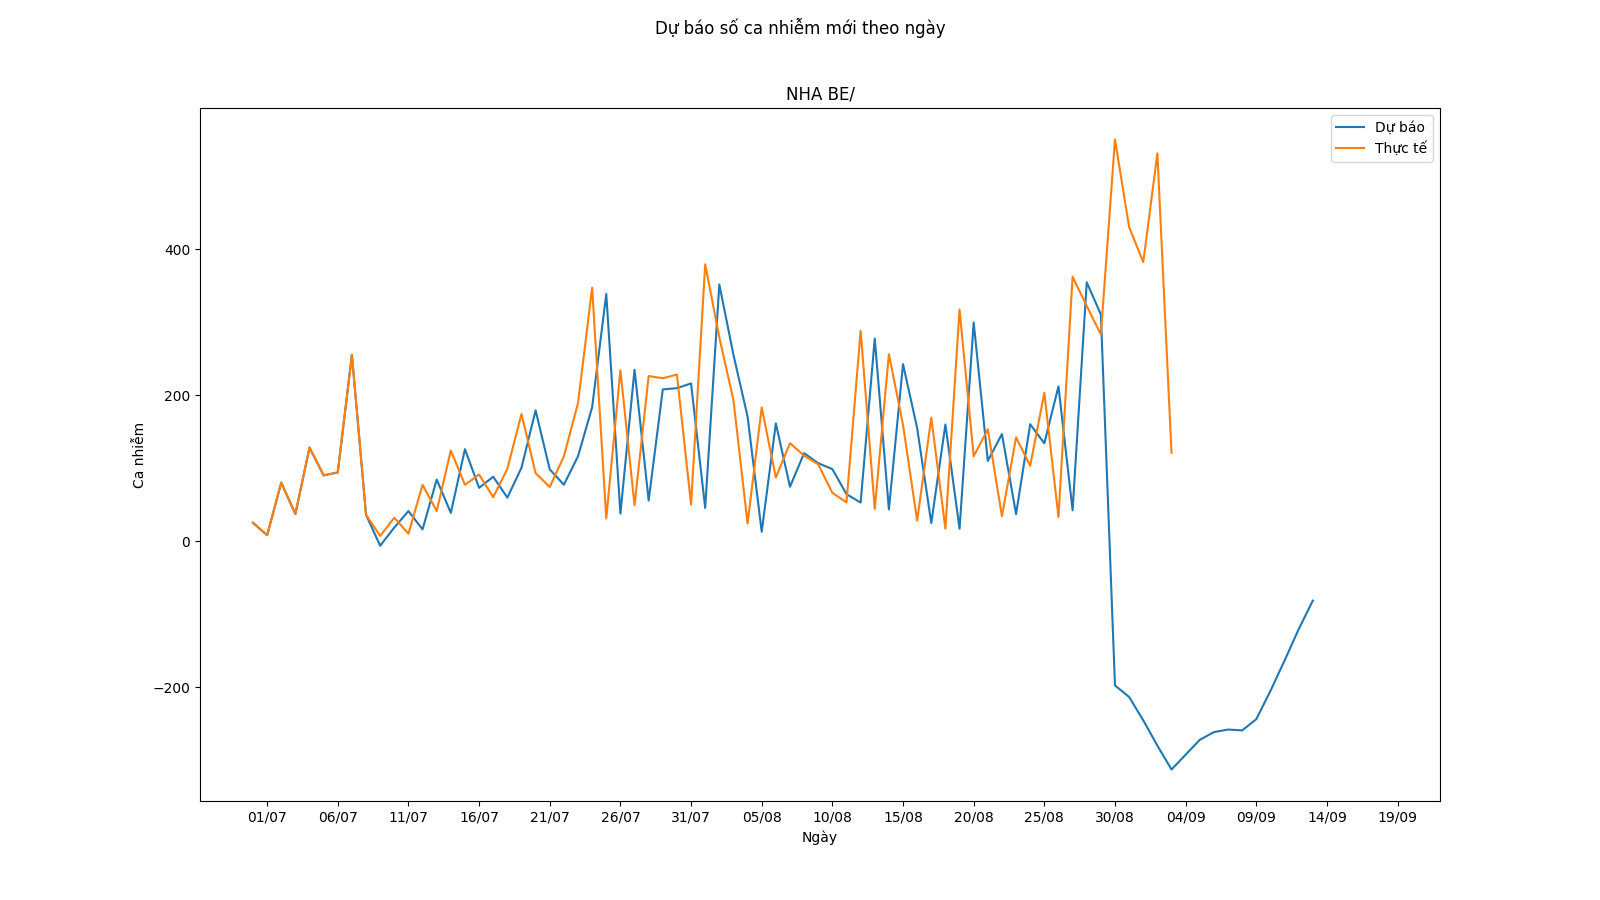 Dự báo số ca nhiễm mới theo ngày
NHA BE/
Dự báo
Thực tế
Ca nhiễm
400
200
0
−200
01/07 06/07 11/07 16/07 21/07 26/07 31/07 05/08 10/08 15/08 20/08 25/08 30/08 04/09 09/09 14/09 19/09
Ngày